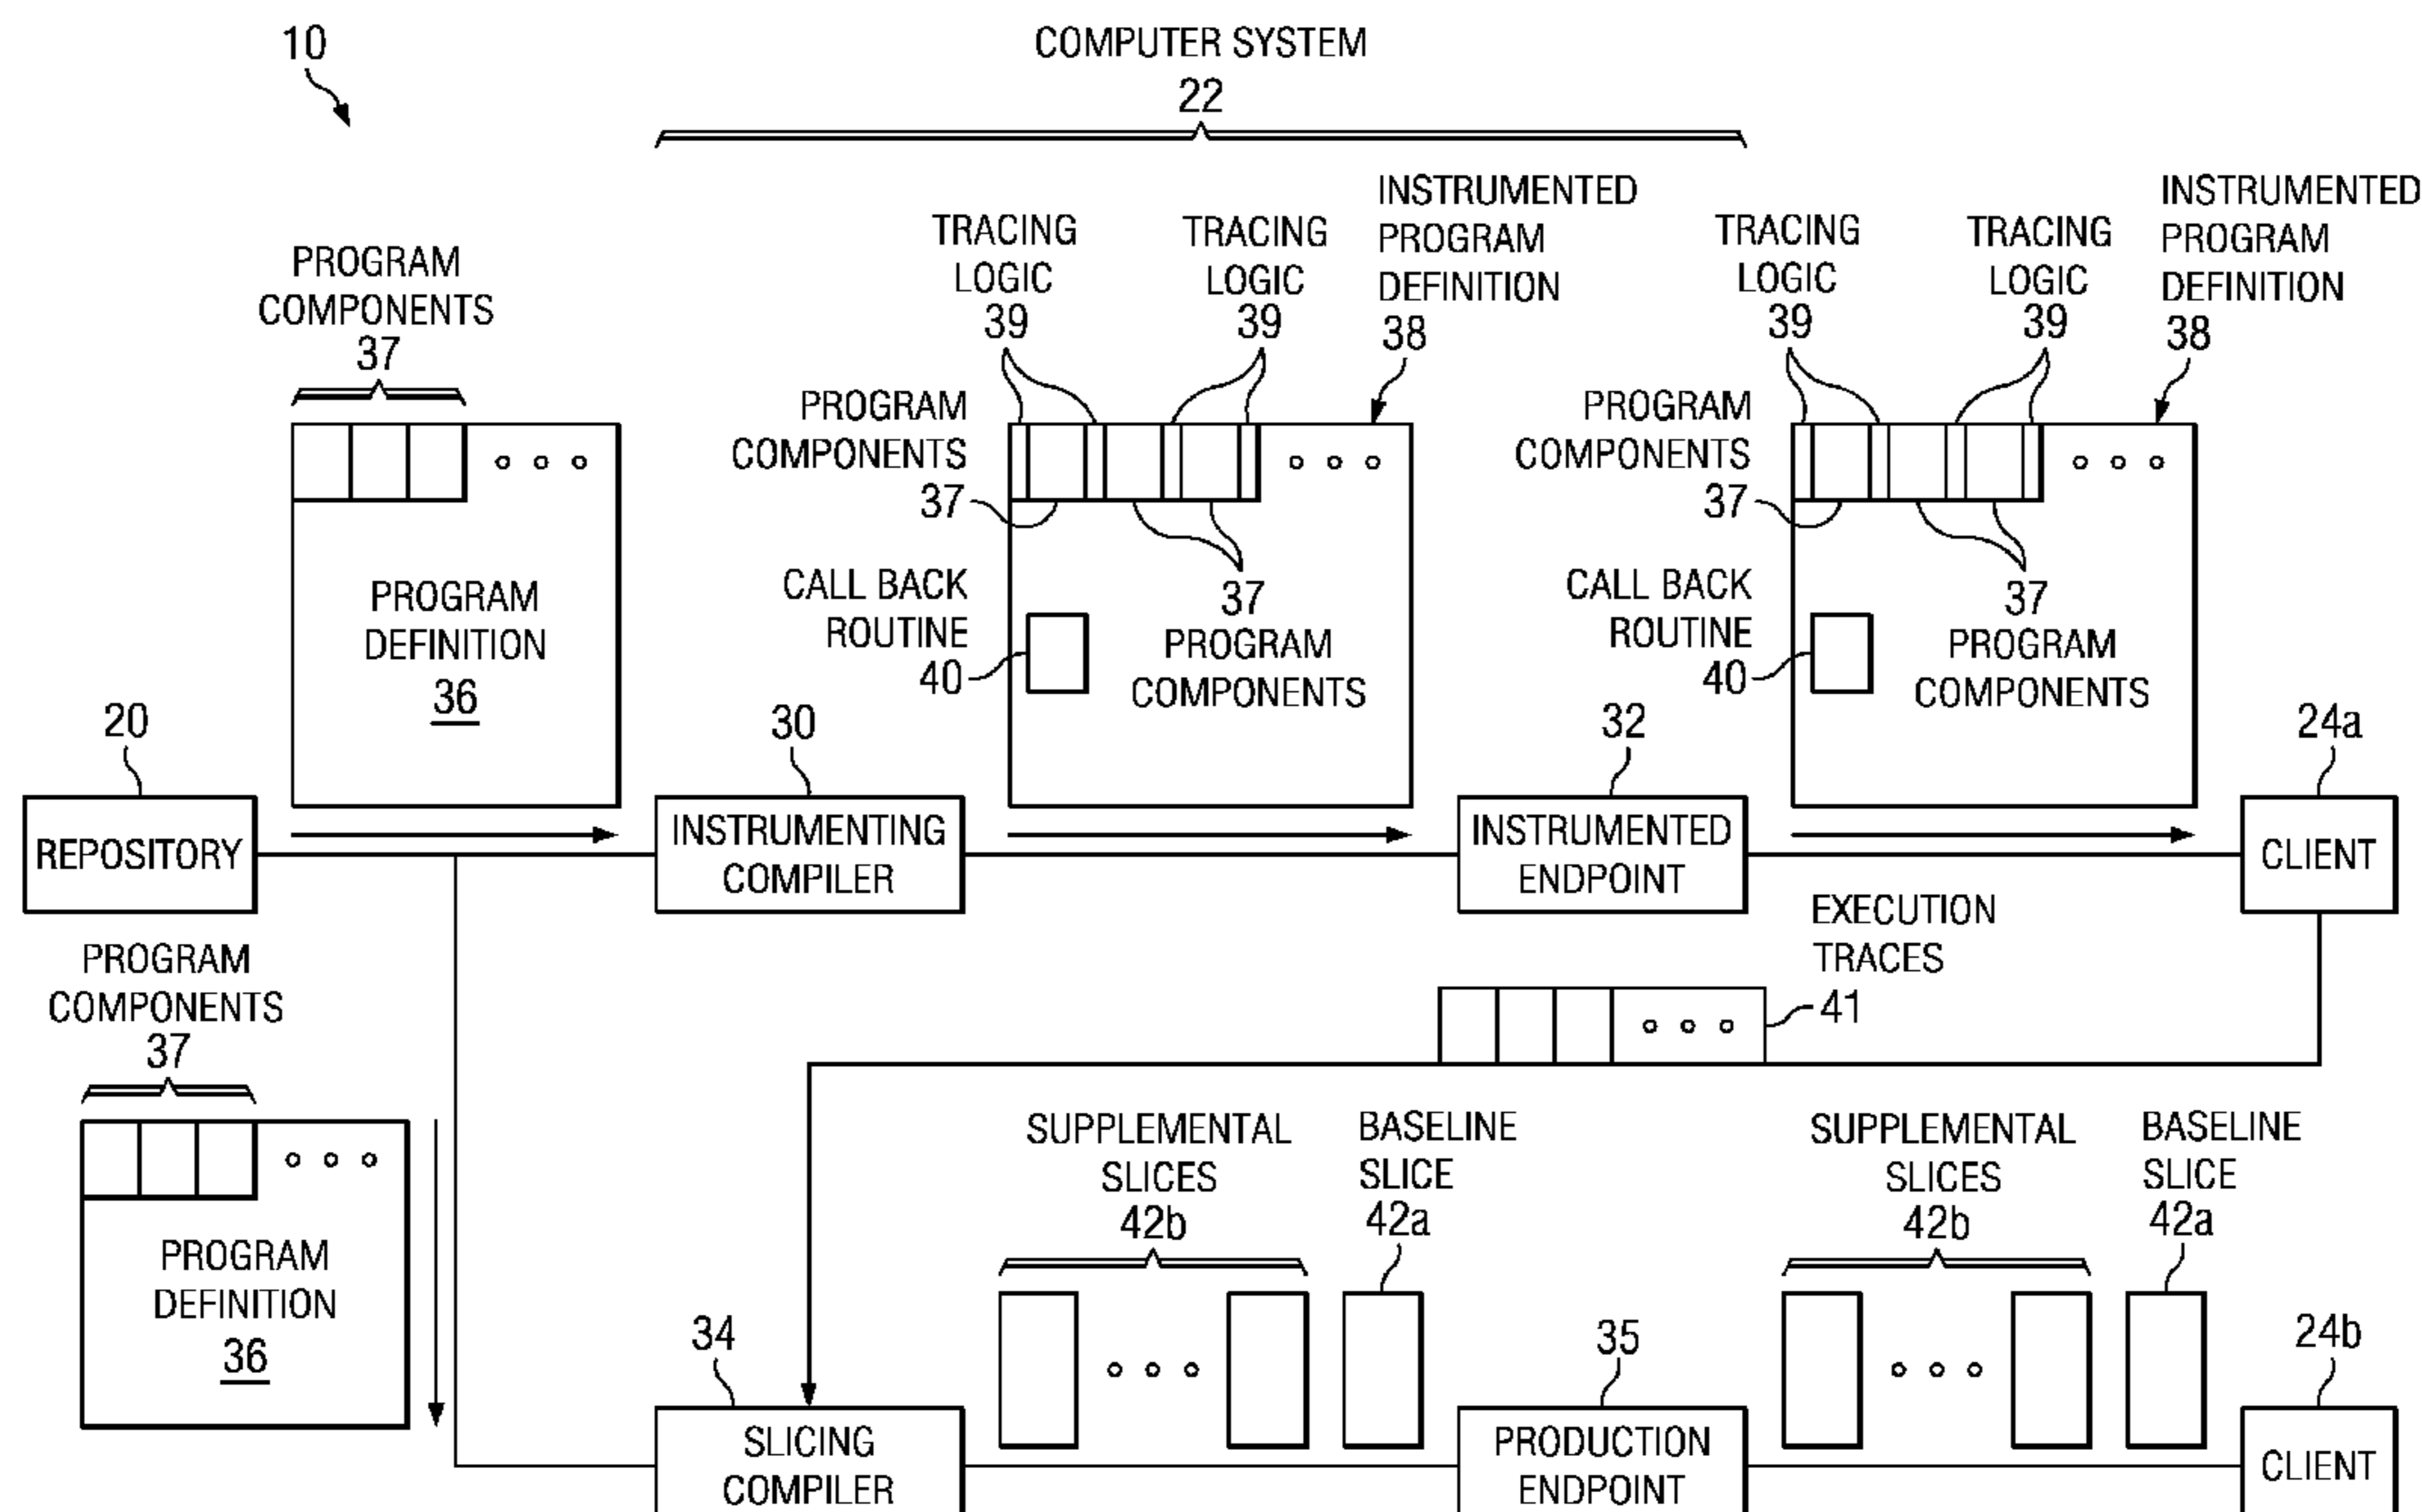 10
COMPUTER SYSTEM
22
PROGRAM
COMPONENTS
37
TRACING
LOGIC
39
TRACING
LOGIC
39
INSTRUMENTED
PROGRAM
DEFINITION
38
TRACING
LOGIC
39
TRACING
LOGIC
39
INSTRUMENTED
PROGRAM
DEFINITION
38
PROGRAM
COMPONENTS
37
PROGRAM
COMPONENTS
37
PROGRAM
DEFINITION
36
CALL BACK
ROUTINE
40
37
PROGRAM
COMPONENTS
CALL BACK
ROUTINE
40
37
PROGRAM
COMPONENTS
20
REPOSITORY
30
INSTRUMENTING
COMPILER
32
INSTRUMENTED
ENDPOINT
24a
CLIENT
EXECUTION
TRACES
41
PROGRAM
COMPONENTS
37
PROGRAM
DEFINITION
36
SUPPLEMENTAL
SLICES
42b
BASELINE
SLICE
42a
SUPPLEMENTAL
SLICES
42b
BASELINE
SLICE
42a
34
SLICING
COMPILER
35
PRODUCTION
ENDPOINT
24b
CLIENT